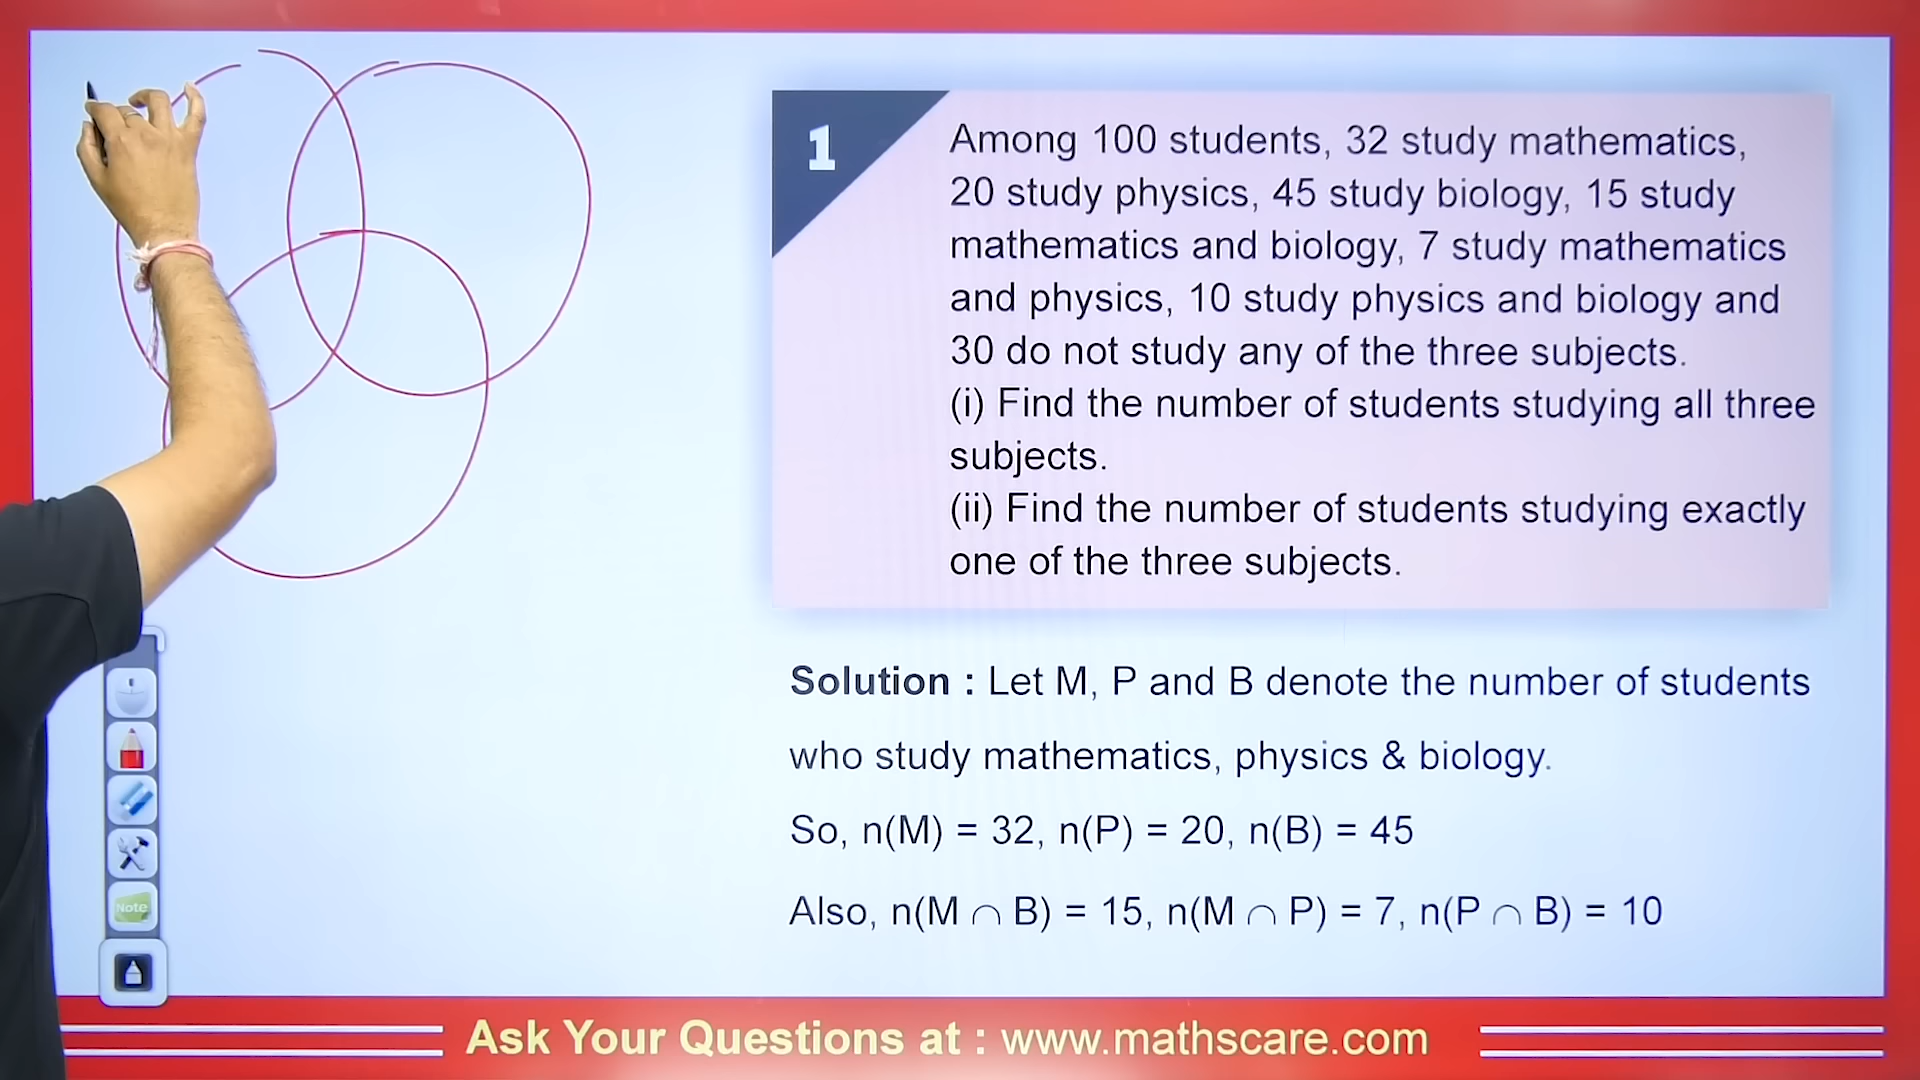 1
Among 100 students, 32 study mathematics,
20 study physics, 45 study biology, 15 study
mathematics and biology, 7 study mathematics
and physics, 10 study physics and biology and
30 do not study any of the three subjects.
(i) Find the number of students studying all three
subjects.
(ii) Find the number of students studying exactly
one of the three subjects.
Solution : Let M, P and B denote the number of students
who study mathematics, physics & biology.
So, n(M) = 32, n(P) = 20, n(B) = 45
Also, n(M ∩ B) = 15, n(M ∩ P) = 7, n(P ∩ B) = 10
Note
Ask Your Questions at : www.mathscare.com